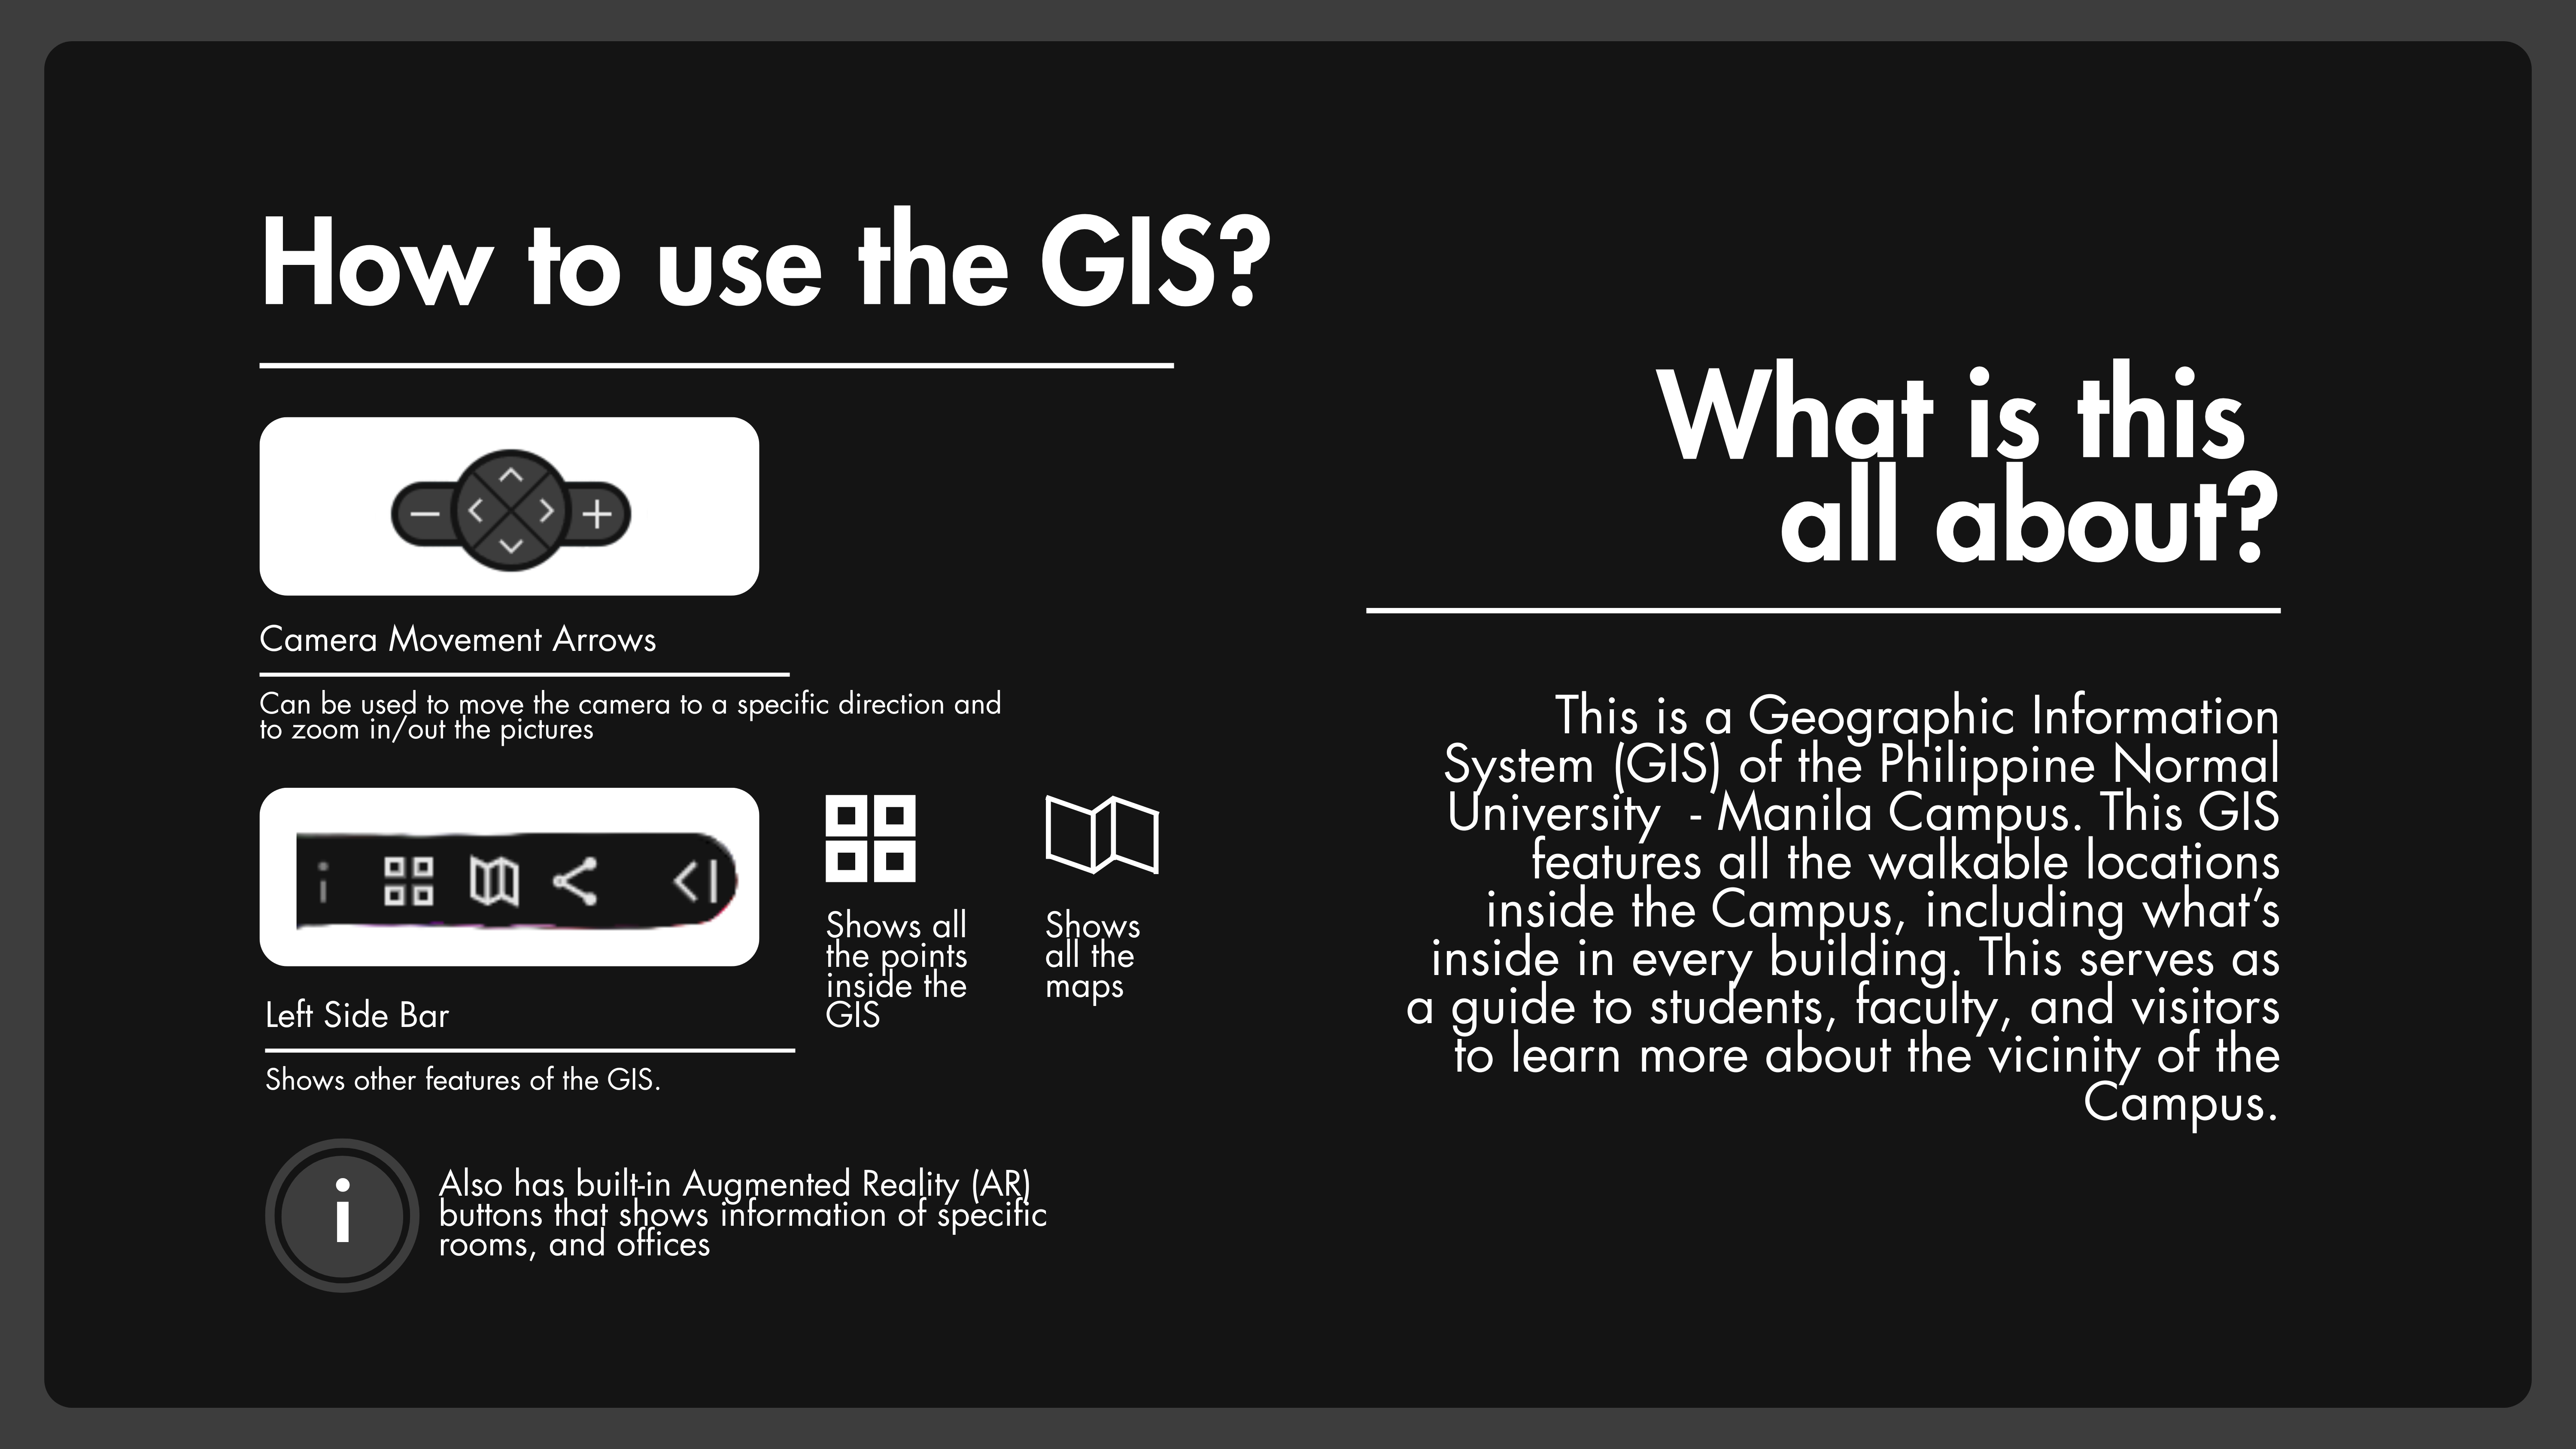 How to use the GIS?
Camera Movement Arrows
Can be used to move the camera to a specific direction and
to zoom in/out the pictures
Shows all
the points
inside the
GIS
Shows
all the
maps
Left Side Bar
Shows other features of the GIS.
i
Also has built-in Augmented Reality (AR)
buttons that shows information of specific
rooms, and offices
What is this
all about?
This is a Geographic Information
System (GIS) of the Philippine Normal
University - Manila Campus. This GIS
features all the walkable locations
inside the Campus, including what's
inside in every building. This serves as
a guide to students, faculty, and visitors
to learn more about the vicinity of the
Campus.